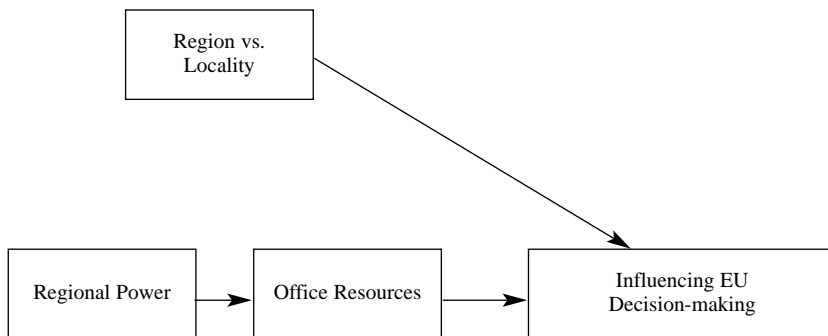 Region vs.
Locality
Regional Power
Office Resources
Influencing EU
Decision-making